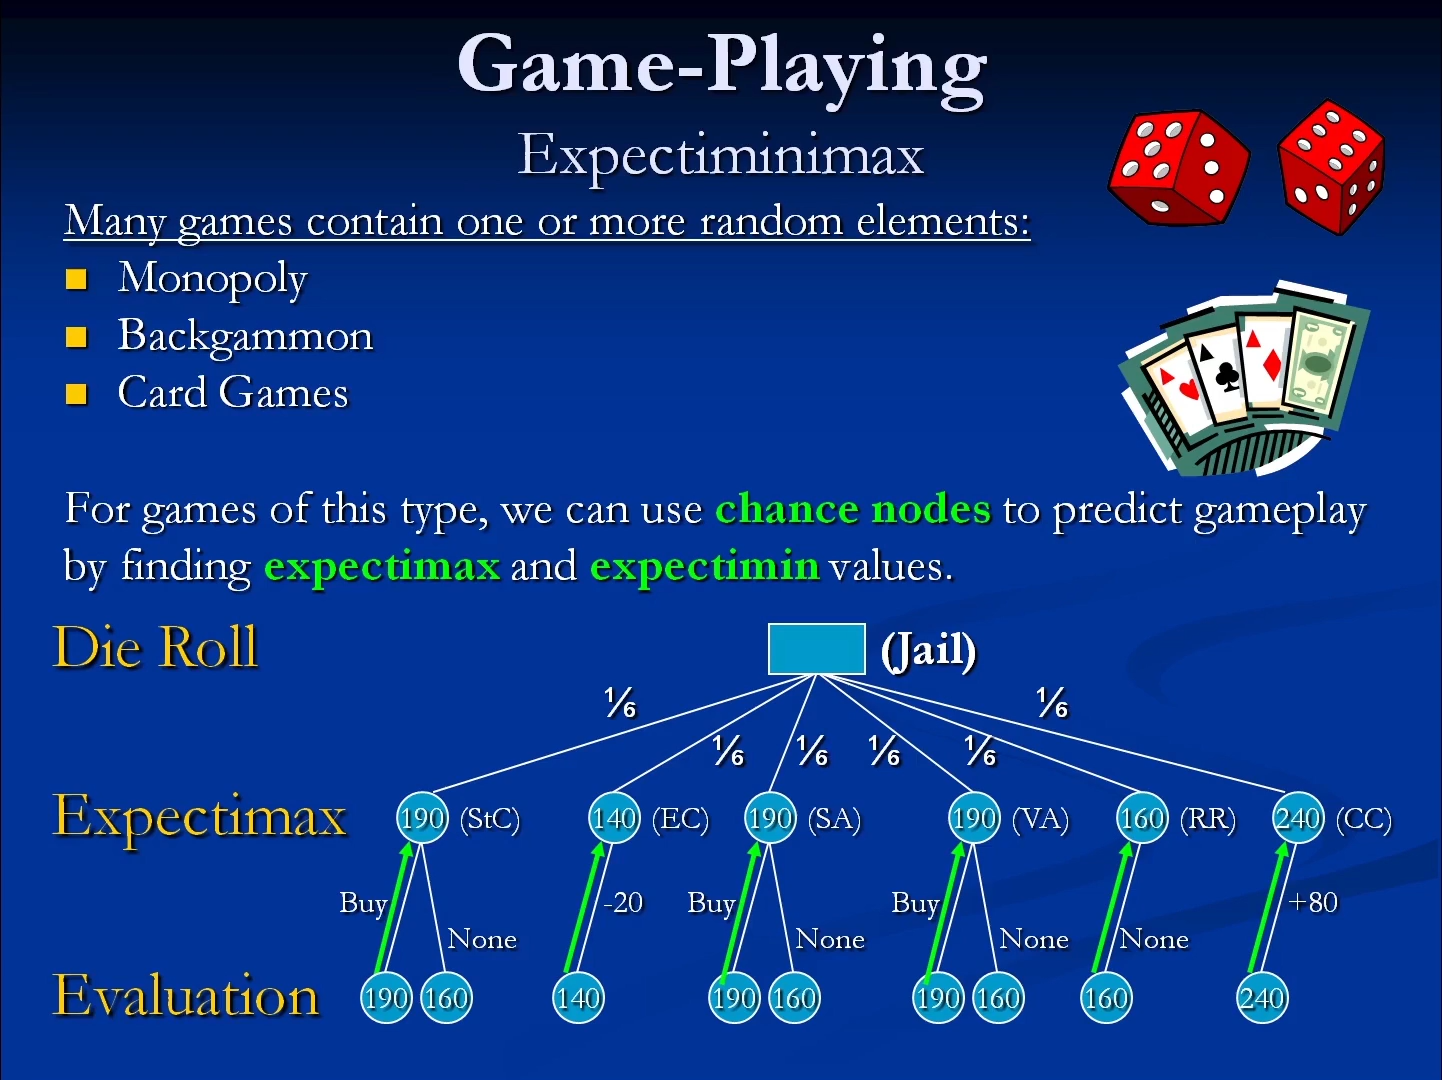 Game-Playing
Expectiminimax
Many games contain one or more random elements:
Monopoly
Backgammon
Card Games
For games of this type, we can use chance nodes to predict gameplay
by finding expectimax and expectimin values.
Die Roll
(Jail)
⅙ ⅙
⅙ ⅙ ⅙ ⅙
Expectimax
190 (StC) 140 (EC) 190 (SA) 190 (VA) 160 (RR) 240 (CC)
Buy -20 Buy Buy +80
None None None None
Evaluation
190 160 140 190 160 190 160 160 240